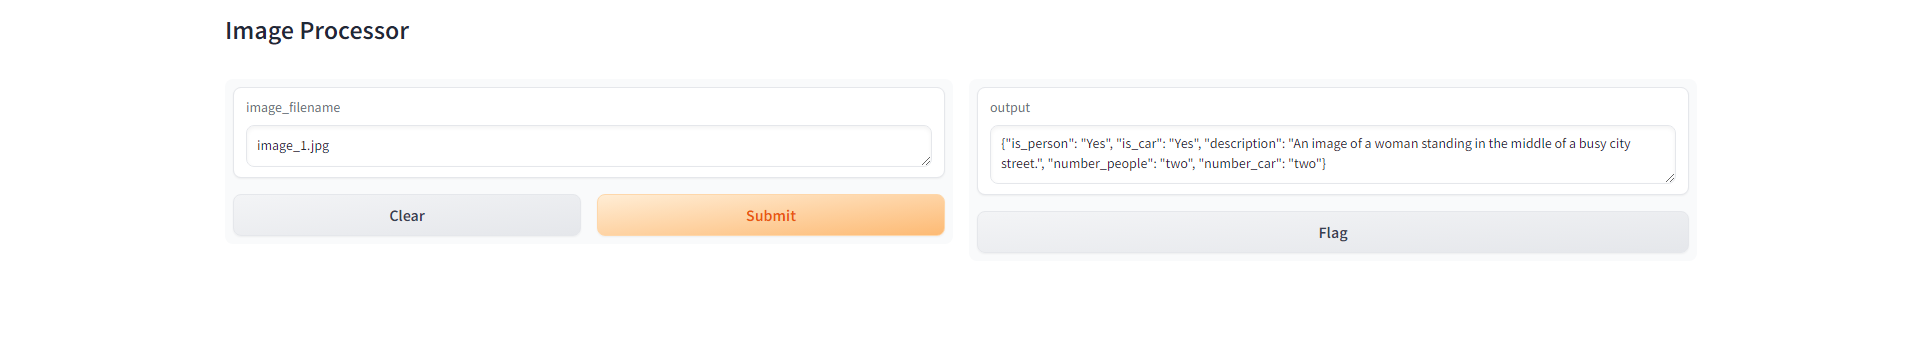 Image Processor
image_filename
image_1.jpg
Clear
Submit
output
{"is_person": "Yes", "is_car": "Yes", "description": "An image of a woman standing in the middle of a busy city
street.", "number_people": "two", "number_car": "two"}
Flag